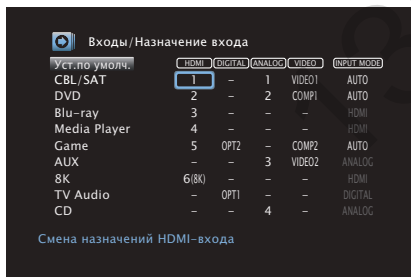 Входы/Назначение входа
Уст.по умолч. HDMI DIGITAL ANALOG VIDEO INPUT MODE
CBL/SAT 1 – 1 VIDEO1 AUTO
DVD 2 – 2 COMP1 AUTO
Blu-ray 3 – – – HDMI
Media Player 4 – – – HDMI
Game 5 OPT2 – COMP2 AUTO
AUX – – 3 VIDEO2 ANALOG
8K 6(8K) – – – HDMI
TV Audio – OPT1 – – DIGITAL
CD – – 4 – ANALOG
Смена назначений HDMI-входа